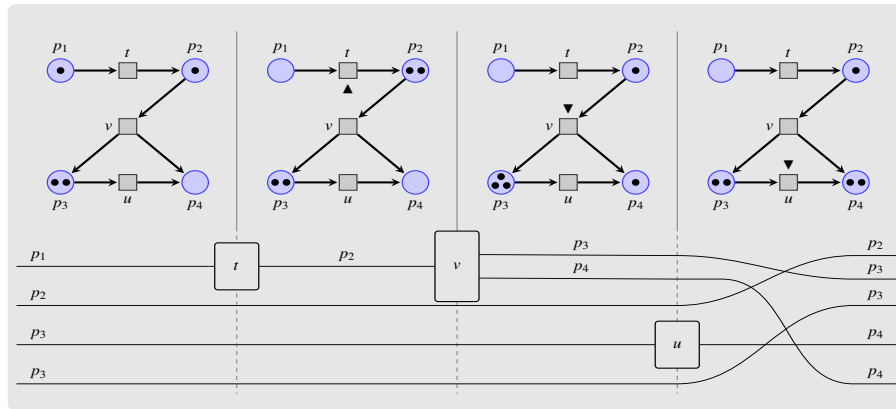 p1 t p2 p1 t p2 p1 t p2 p1 t p2
v v v v
p3 u p4 p3 u p4 p3 u p4 p3 u p4
p1 t p2 v p3 p2
p4 p3
p2 p3
p3 u p4
p3 p4